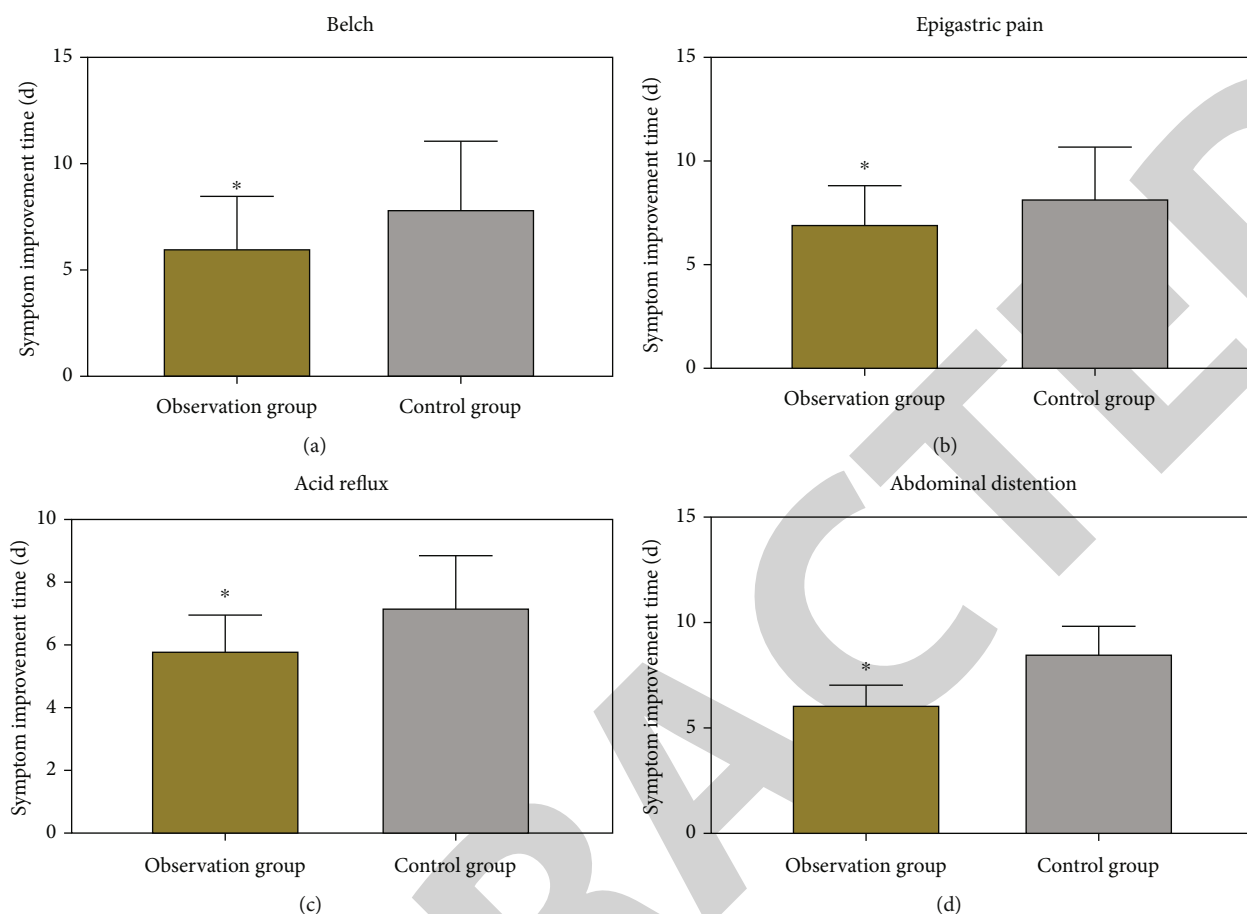 Belch
Symptom improvement time (d)
15
10
5
0
*
Observation group
Control group
(a)
Epigastric pain
Symptom improvement time (d)
15
10
5
0
*
Observation group
Control group
(b)
Acid reflux
Symptom improvement time (d)
10
8
6
4
2
0
*
Observation group
Control group
(c)
Abdominal distention
Symptom improvement time (d)
15
10
5
0
*
Observation group
Control group
(d)
RACTED